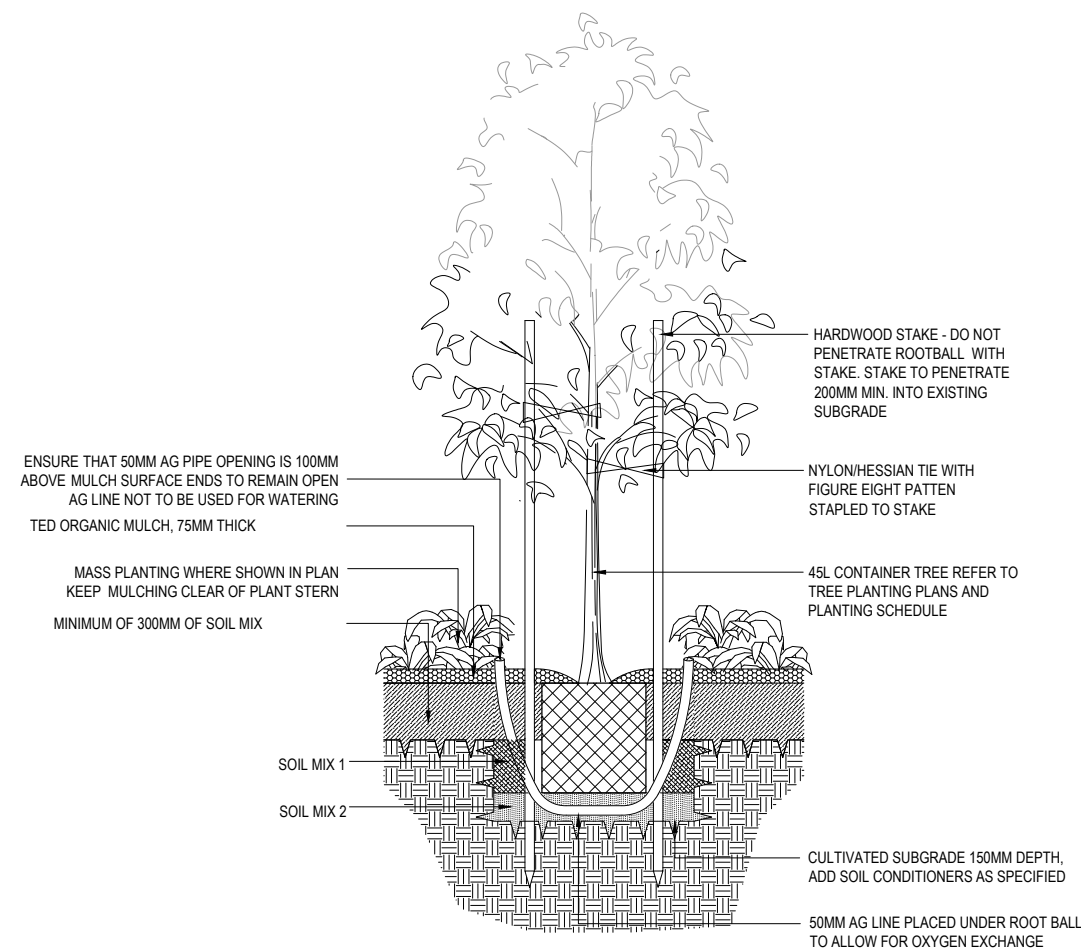 ENSURE THAT 50MM AG PIPE OPENING IS 100MM
ABOVE MULCH SURFACE ENDS TO REMAIN OPEN
AG LINE NOT TO BE USED FOR WATERING
TED ORGANIC MULCH, 75MM THICK
MASS PLANTING WHERE SHOWN IN PLAN
KEEP MULCHING CLEAR OF PLANT STERN
MINIMUM OF 300MM OF SOIL MIX
SOIL MIX 1
SOIL MIX 2
HARDWOOD STAKE - DO NOT
PENETRATE ROOTBALL WITH
STAKE. STAKE TO PENETRATE
200MM MIN. INTO EXISTING
SUBGRADE
NYLON/HESSIAN TIE WITH
FIGURE EIGHT PATTEN
STAPLED TO STAKE
45L CONTAINER TREE REFER TO
TREE PLANTING PLANS AND
PLANTING SCHEDULE
CULTIVATED SUBGRADE 150MM DEPTH,
ADD SOIL CONDITIONERS AS SPECIFIED
50MM AG LINE PLACED UNDER ROOT BALL
TO ALLOW FOR OXYGEN EXCHANGE